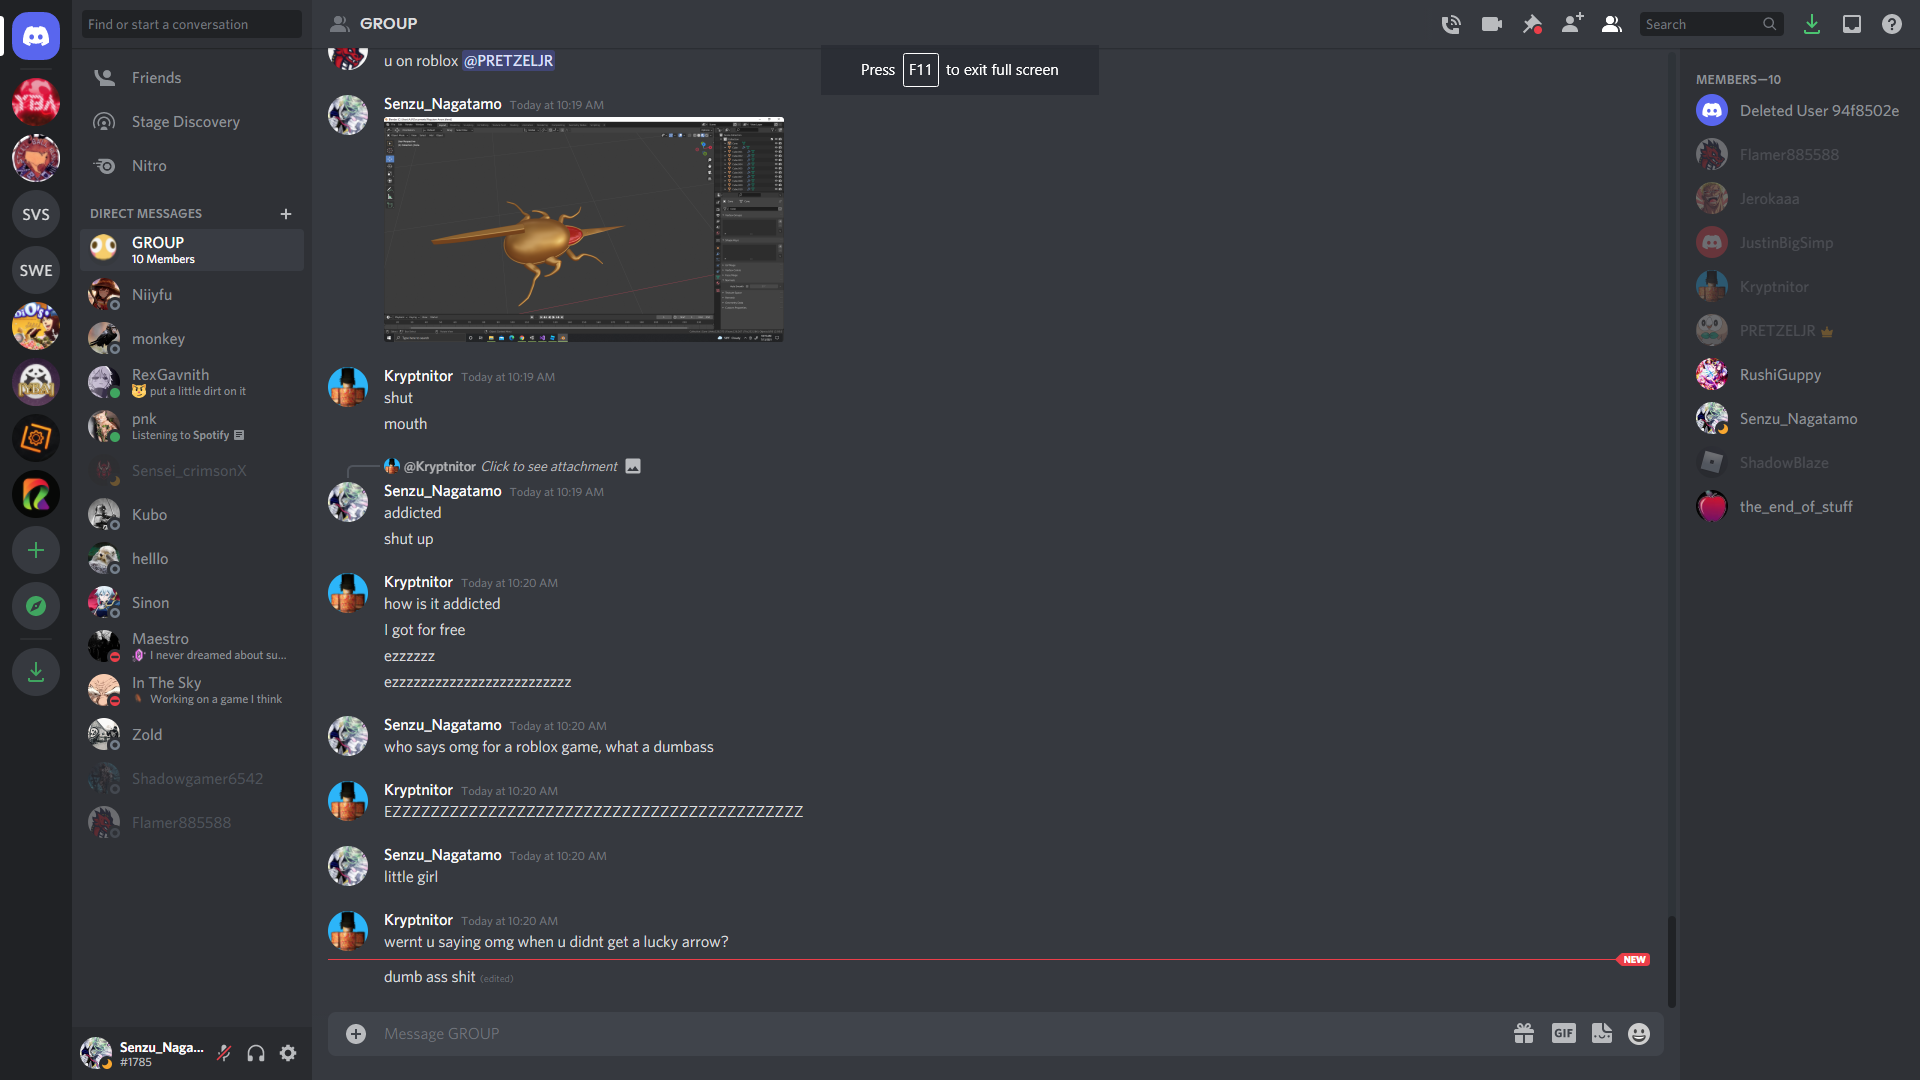 Find or start a conversation
Friends
Stage Discovery
Nitro
DIRECT MESSAGES
GROUP
10 Members
Niiyfu
monkey
RexGavnith
put a little dirt on it
pnk
Listening to Spotify
Sensei_crimsonX
Kubo
helllo
Sinon
Maestro
I never dreamed about su...
In The Sky
Working on a game I think
Zold
Shadowgamer6542
Flamer885588
Senzu_Naga...
#1785
YBA
SVS
SWE
GROUP
Search
Press F11 to exit full screen
u on roblox @PRETZELJR
Senzu_Nagatamo Today at 10:19 AM
Kryptnitor Today at 10:19 AM
shut
mouth
@Kryptnitor Click to see attachment
Senzu_Nagatamo Today at 10:19 AM
addicted
shut up
Kryptnitor Today at 10:20 AM
how is it addicted
I got for free
ezzzzzz
ezzzzzzzzzzzzzzzzzzzzzzzzz
Senzu_Nagatamo Today at 10:20 AM
who says omg for a roblox game, what a dumbass
Kryptnitor Today at 10:20 AM
EZZZZZZZZZZZZZZZZZZZZZZZZZZZZZZZZZZZZZZZZZZZ
Senzu_Nagatamo Today at 10:20 AM
little girl
Kryptnitor Today at 10:20 AM
wernt u saying omg when u didnt get a lucky arrow?
NEW
dumb ass shit (edited)
Message GROUP
GIF
MEMBERS—10
Deleted User 94f8502e
Flamer885588
Jerokaaa
JustinBigSimp
Kryptnitor
PRETZELJR
RushiGuppy
Senzu_Nagatamo
ShadowBlaze
the_end_of_stuff